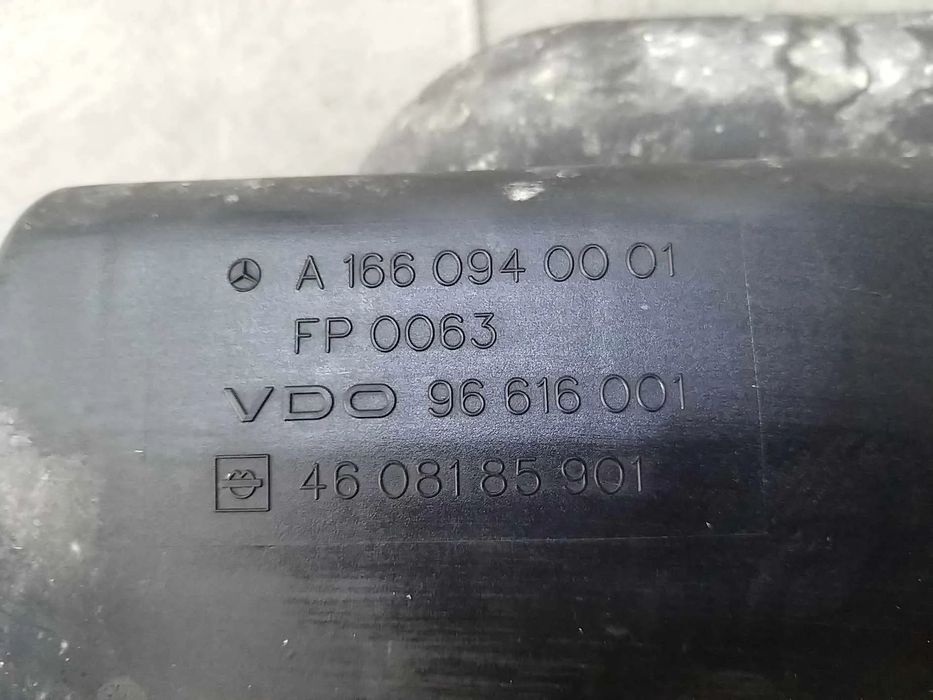 A 166 094 00 01
FP 0063
VDO 96 616 001
46 081 85 901